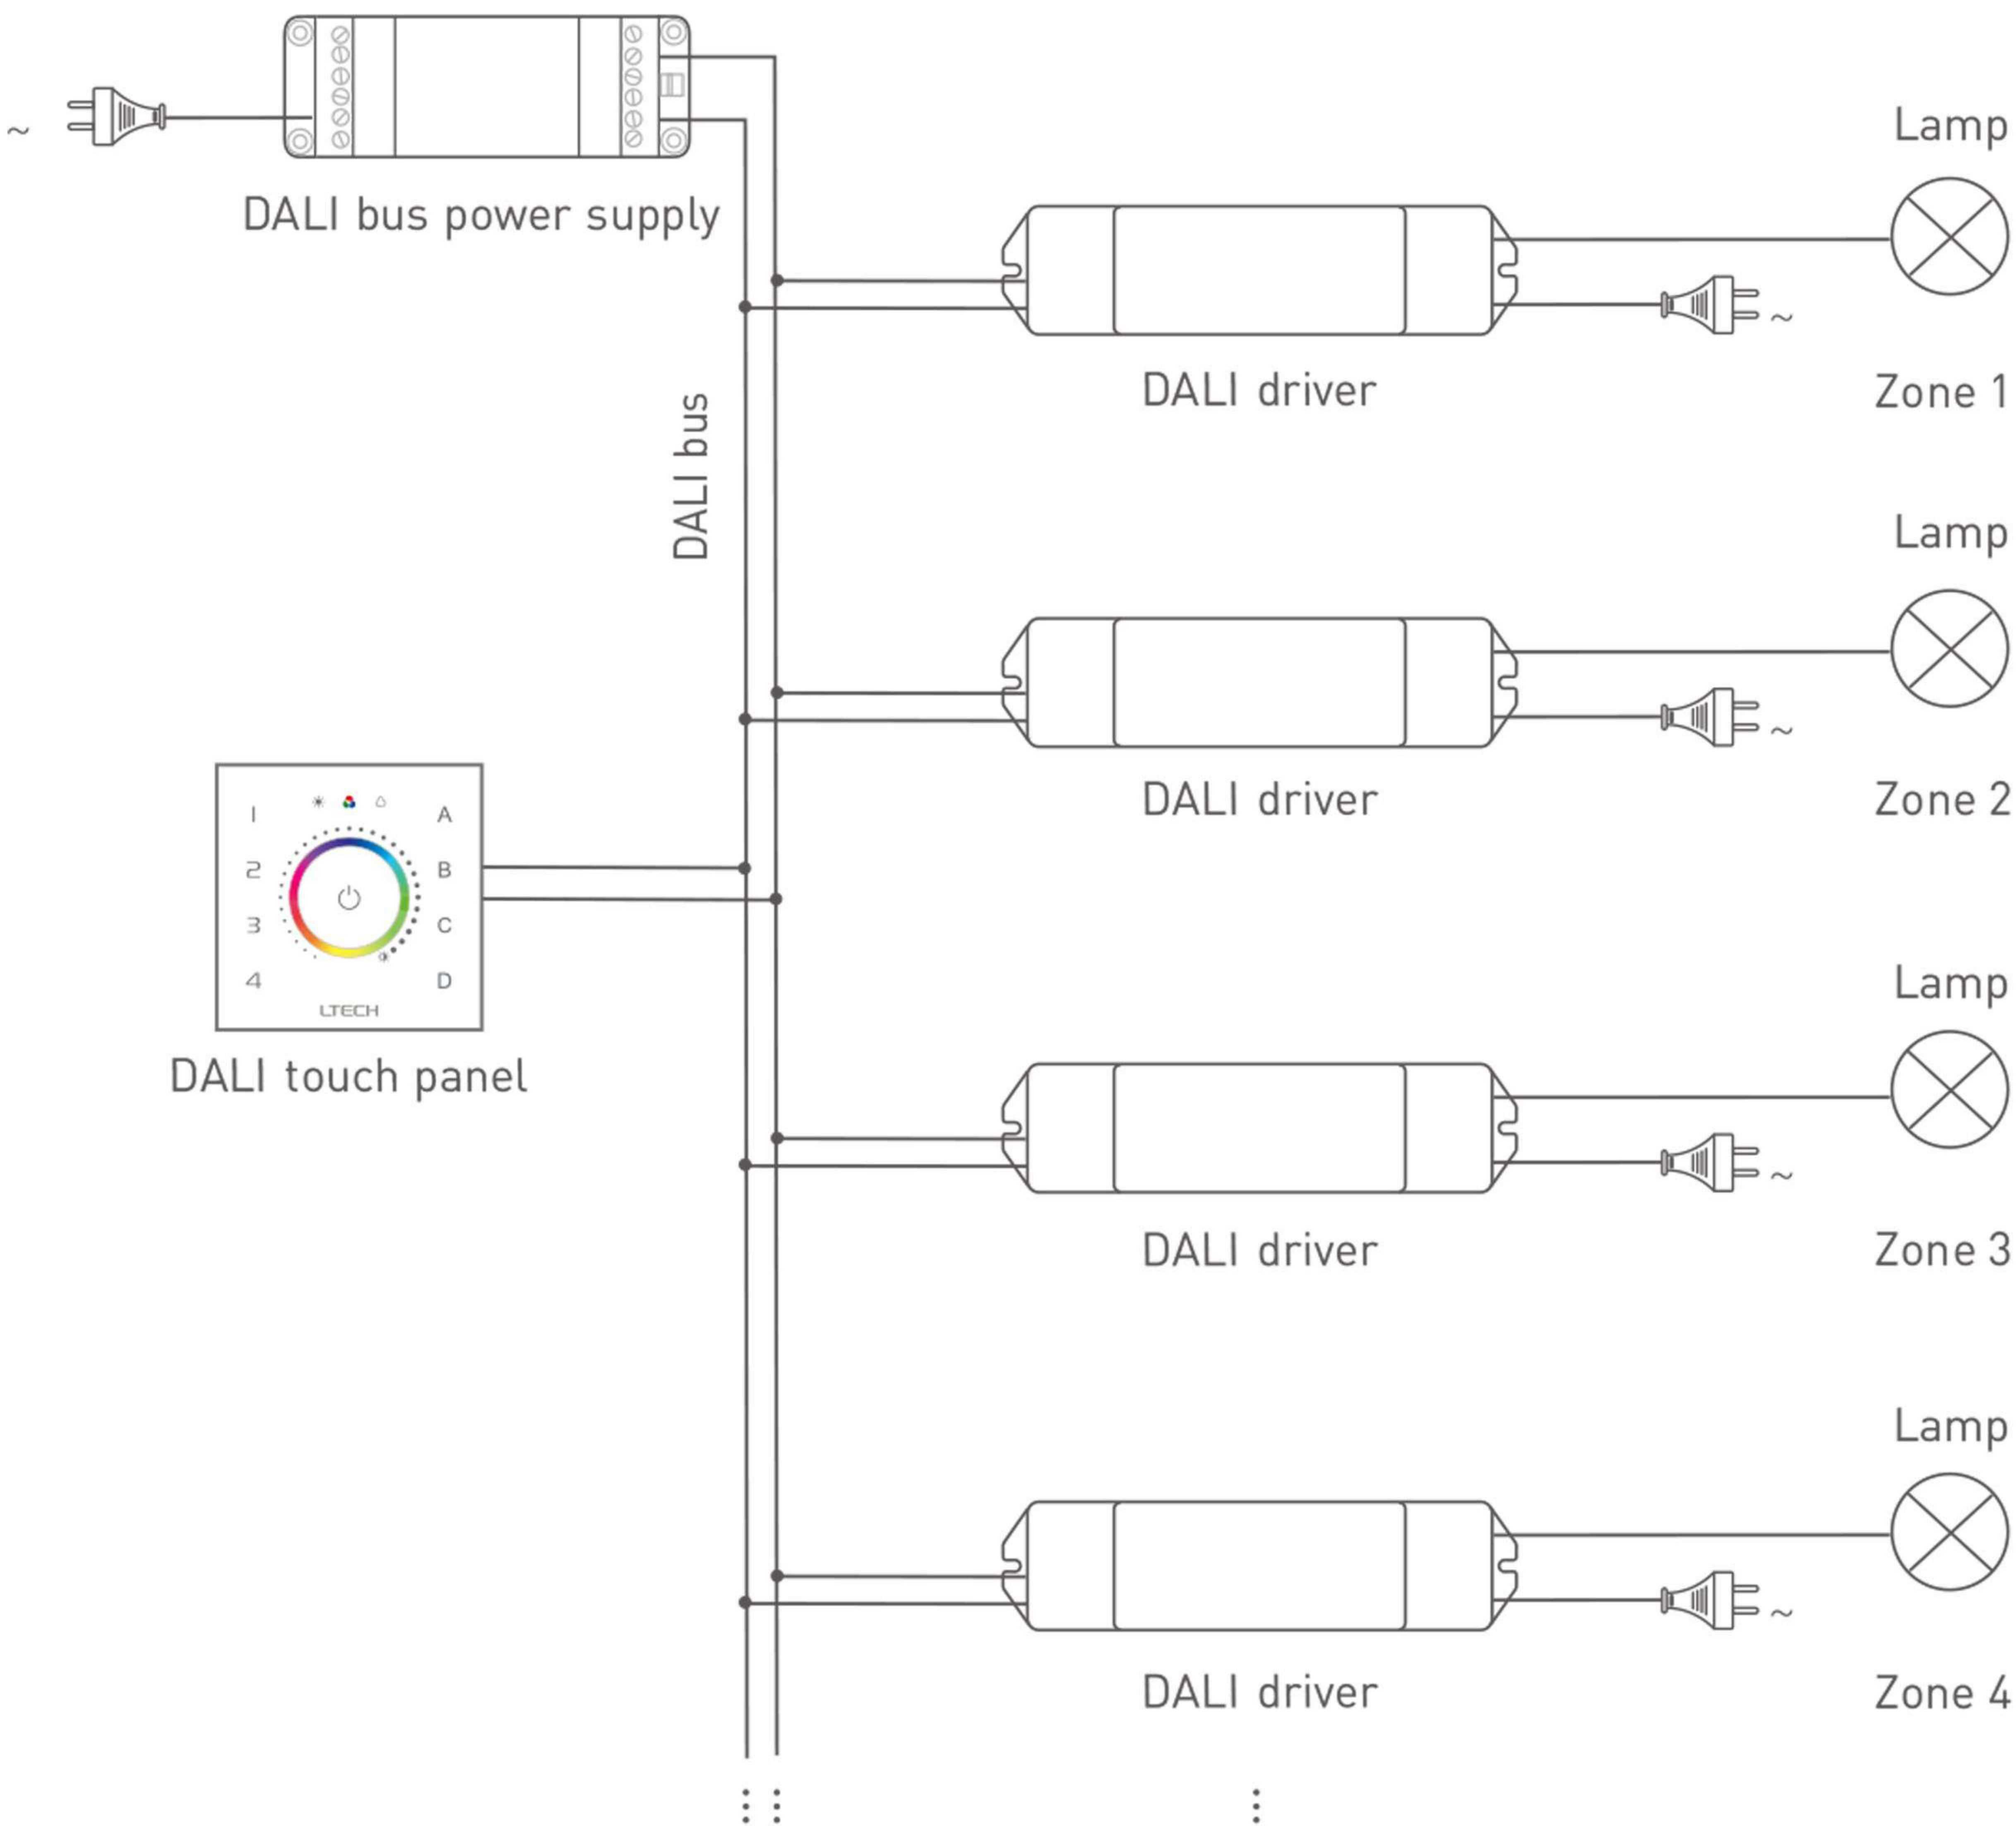 Lamp
~
DALI bus power supply
~
DALI driver
Zone 1
DALI bus
Lamp
~
DALI driver
Zone 2
1
2
3
4
A
B
C
D
LTECH
DALI touch panel
Lamp
~
DALI driver
Zone 3
Lamp
~
DALI driver
Zone 4